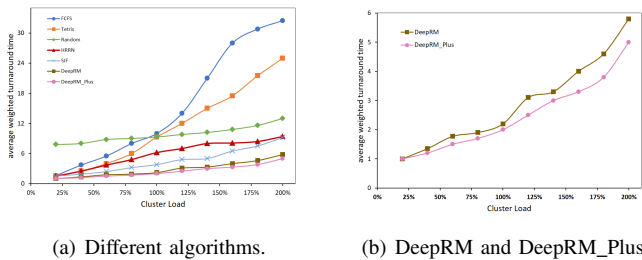 average weighted turnaround time
35
30
24
18
12
6
0
FCFS
Tetris
Random
HRRN
SJF
DeepRM
DeepRM_Plus
0% 25% 50% 75% 100% 125% 150% 175% 200%
Cluster Load
(a) Different algorithms.
average weighted turnaround time
6
5
4
3
2
1
0
DeepRM
DeepRM_Plus
0% 25% 50% 75% 100% 125% 150% 175% 200%
Cluster Load
(b) DeepRM and DeepRM_Plus